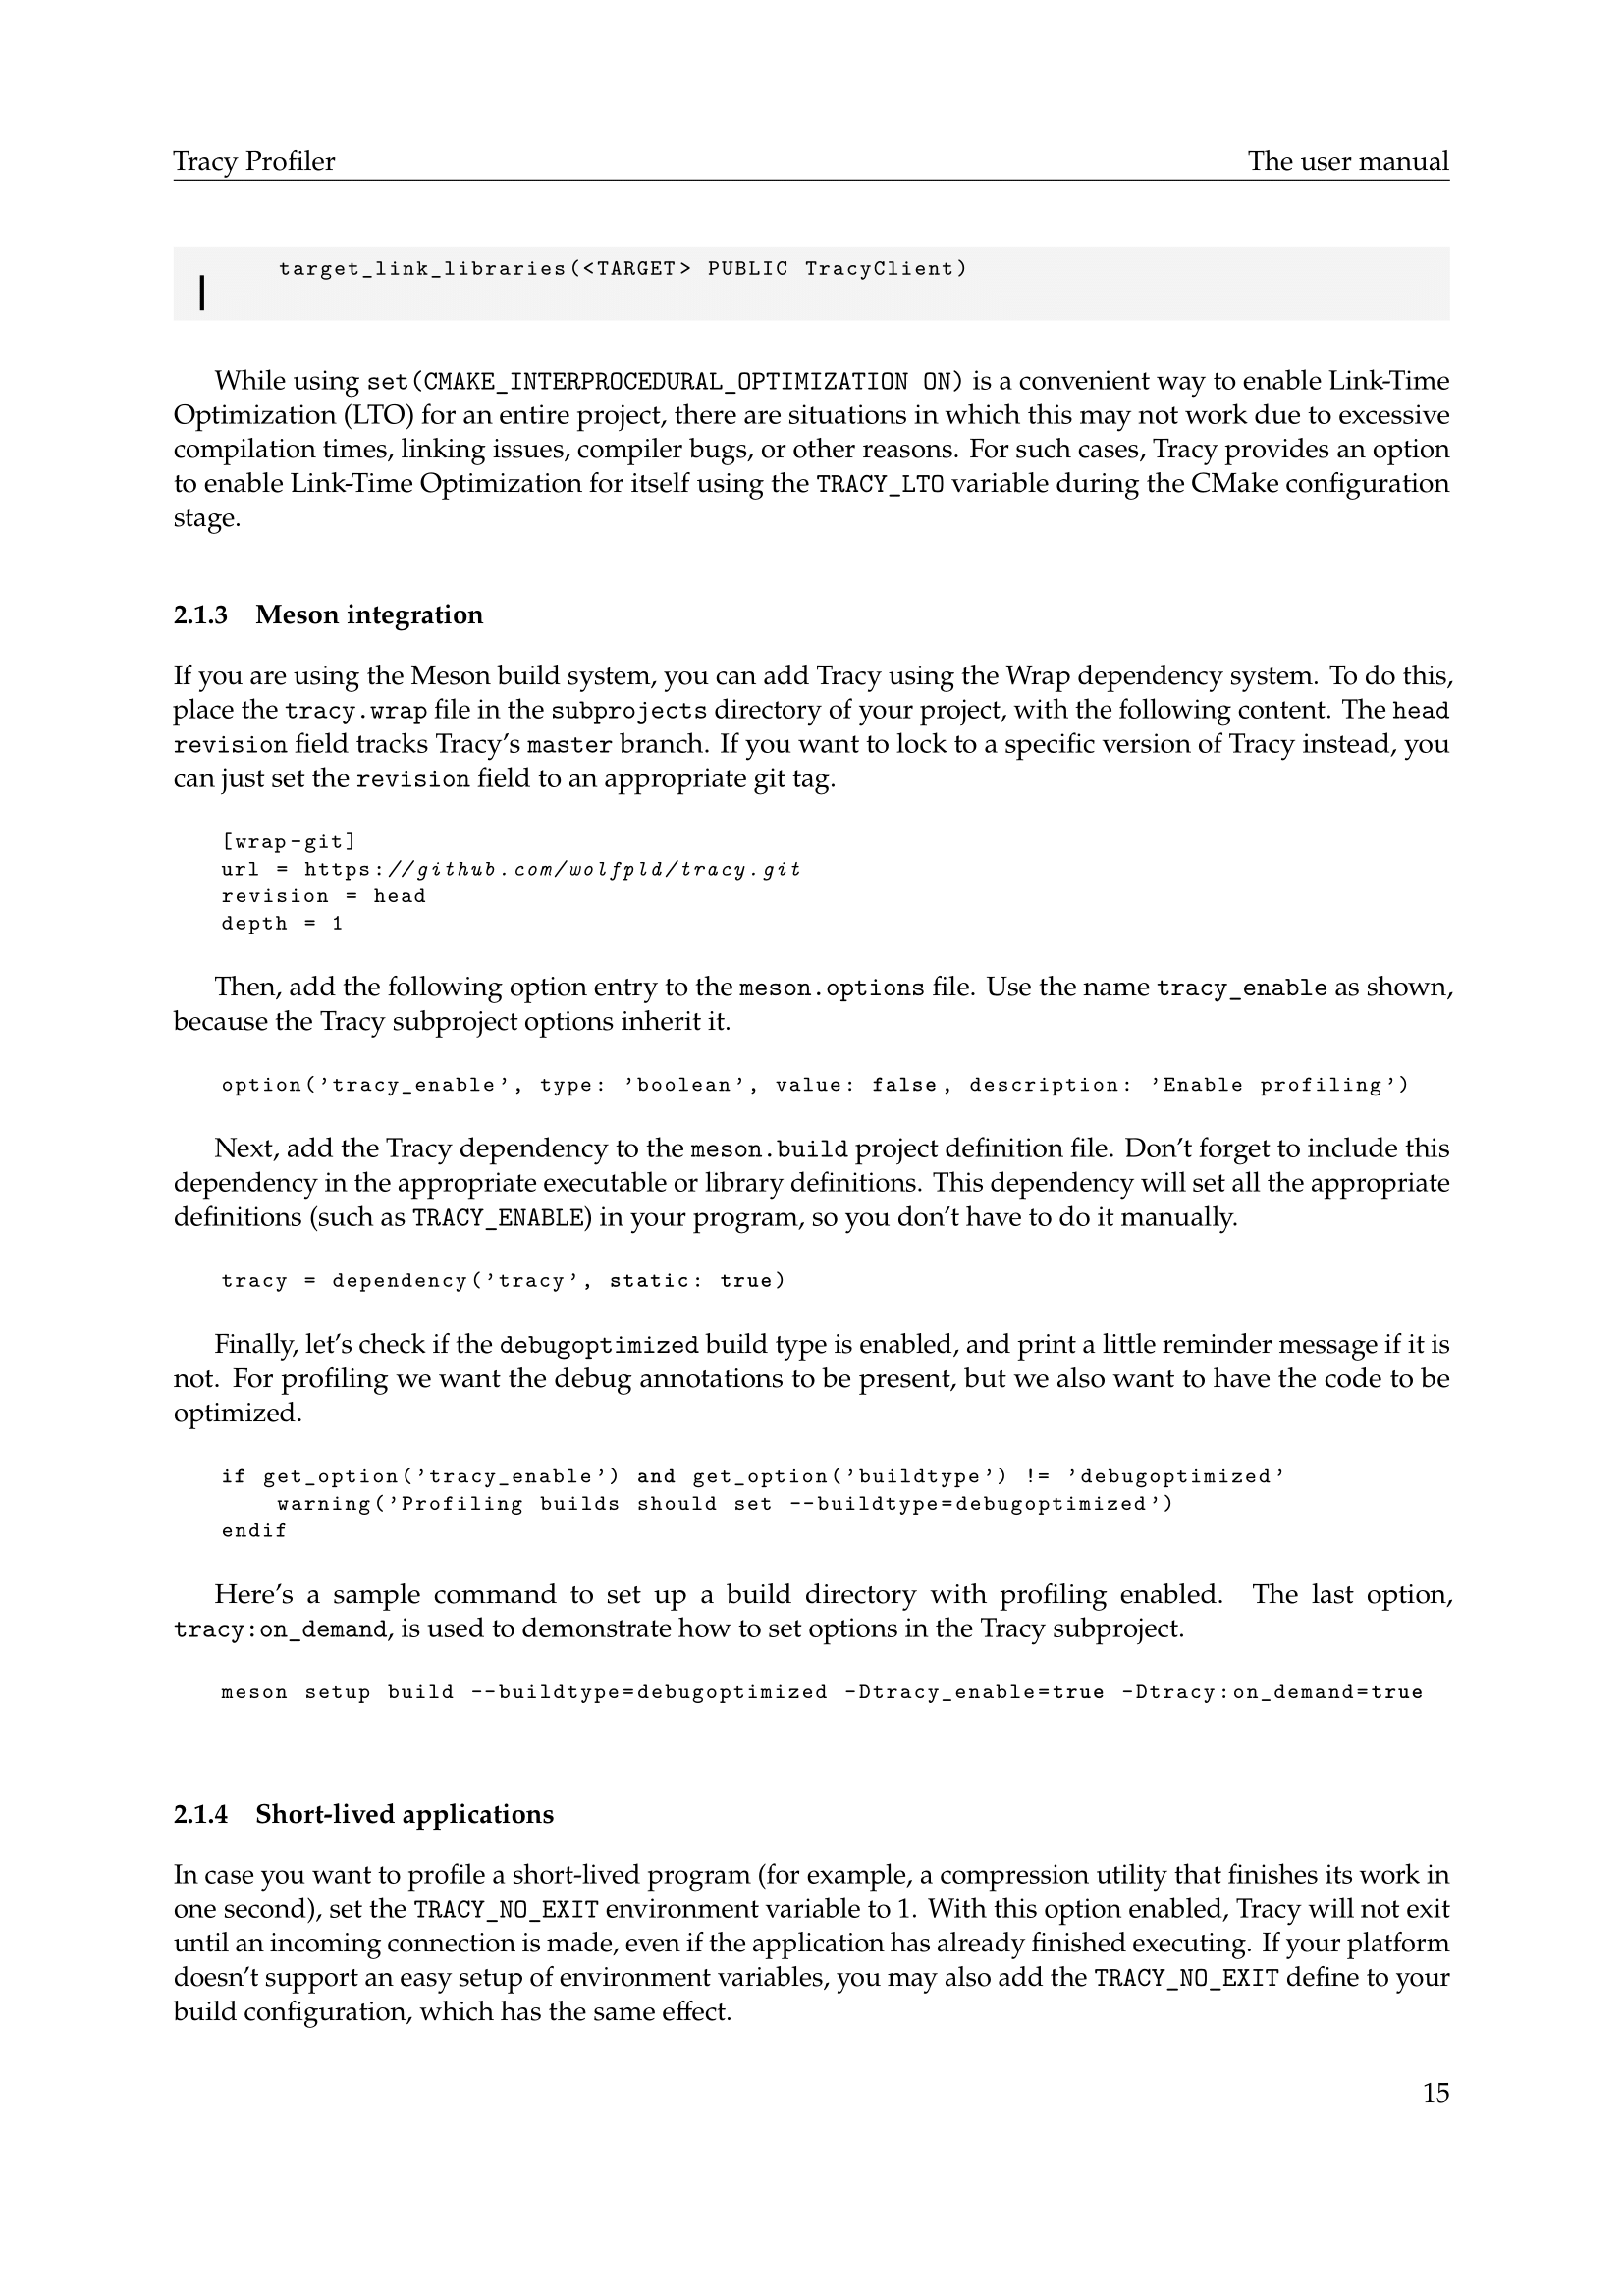 Tracy Profiler The user manual
target_link_libraries(<TARGET> PUBLIC TracyClient)
While using set(CMAKE_INTERPROCEDURAL_OPTIMIZATION ON) is a convenient way to enable Link-Time
Optimization (LTO) for an entire project, there are situations in which this may not work due to excessive
compilation times, linking issues, compiler bugs, or other reasons. For such cases, Tracy provides an option
to enable Link-Time Optimization for itself using the TRACY_LTO variable during the CMake configuration
stage.
2.1.3 Meson integration
If you are using the Meson build system, you can add Tracy using the Wrap dependency system. To do this,
place the tracy.wrap file in the subprojects directory of your project, with the following content. The head
revision field tracks Tracy’s master branch. If you want to lock to a specific version of Tracy instead, you
can just set the revision field to an appropriate git tag.
[wrap-git]
url = https://github.com/wolfpld/tracy.git
revision = head
depth = 1
Then, add the following option entry to the meson.options file. Use the name tracy_enable as shown,
because the Tracy subproject options inherit it.
option(’tracy_enable’, type: ’boolean’, value: false, description: ’Enable profiling’)
Next, add the Tracy dependency to the meson.build project definition file. Don’t forget to include this
dependency in the appropriate executable or library definitions. This dependency will set all the appropriate
definitions (such as TRACY_ENABLE) in your program, so you don’t have to do it manually.
tracy = dependency(’tracy’, static: true)
Finally, let’s check if the debugoptimized build type is enabled, and print a little reminder message if it is
not. For profiling we want the debug annotations to be present, but we also want to have the code to be
optimized.
if get_option(’tracy_enable’) and get_option(’buildtype’) != ’debugoptimized’
warning(’Profiling builds should set --buildtype=debugoptimized’)
endif
Here’s a sample command to set up a build directory with profiling enabled. The last option,
tracy:on_demand, is used to demonstrate how to set options in the Tracy subproject.
meson setup build --buildtype=debugoptimized -Dtracy_enable=true -Dtracy:on_demand=true
2.1.4 Short-lived applications
In case you want to profile a short-lived program (for example, a compression utility that finishes its work in
one second), set the TRACY_NO_EXIT environment variable to 1. With this option enabled, Tracy will not exit
until an incoming connection is made, even if the application has already finished executing. If your platform
doesn’t support an easy setup of environment variables, you may also add the TRACY_NO_EXIT define to your
build configuration, which has the same effect.
15